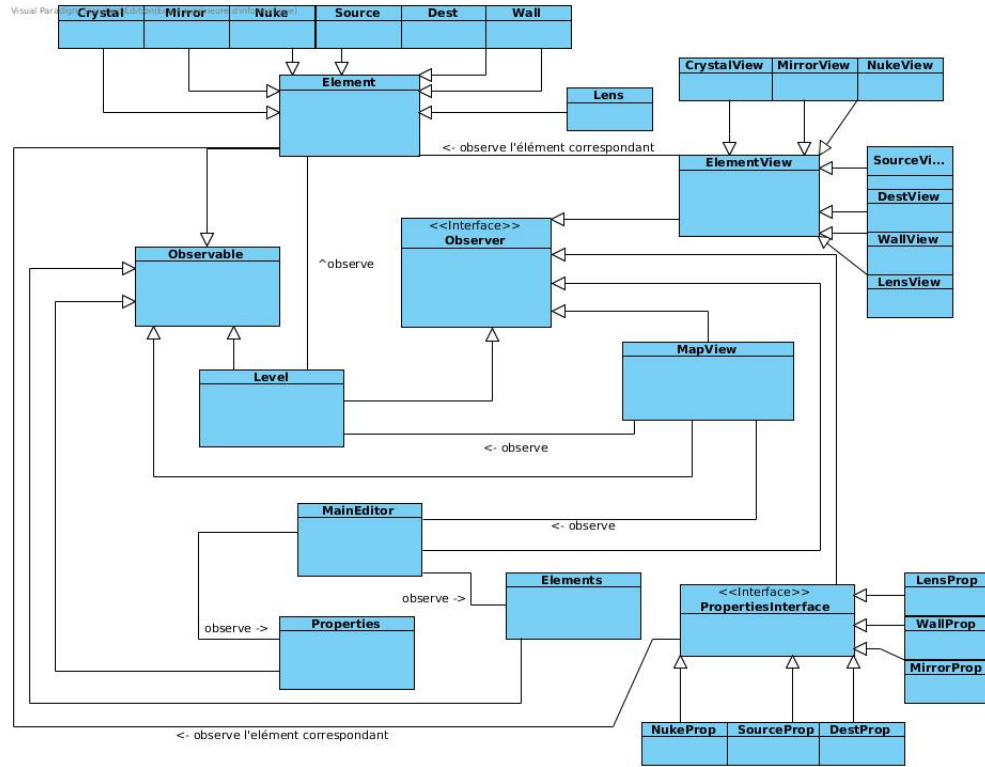 Crystal
Mirror
Nuke
Source
Dest
Wall
Element
Lens
CrystalView
MirrorView
NukeView
<- observe l'élément correspondant
ElementView
SourceVi...
DestView
WallView
LensView
<<Interface>>
Observer
Observable
^observe
MapView
Level
<- observe
MainEditor
<- observe
Elements
observe ->
observe ->
Properties
<<Interface>>
PropertiesInterface
LensProp
WallProp
MirrorProp
NukeProp
SourceProp
DestProp
<- observe l'elément correspondant